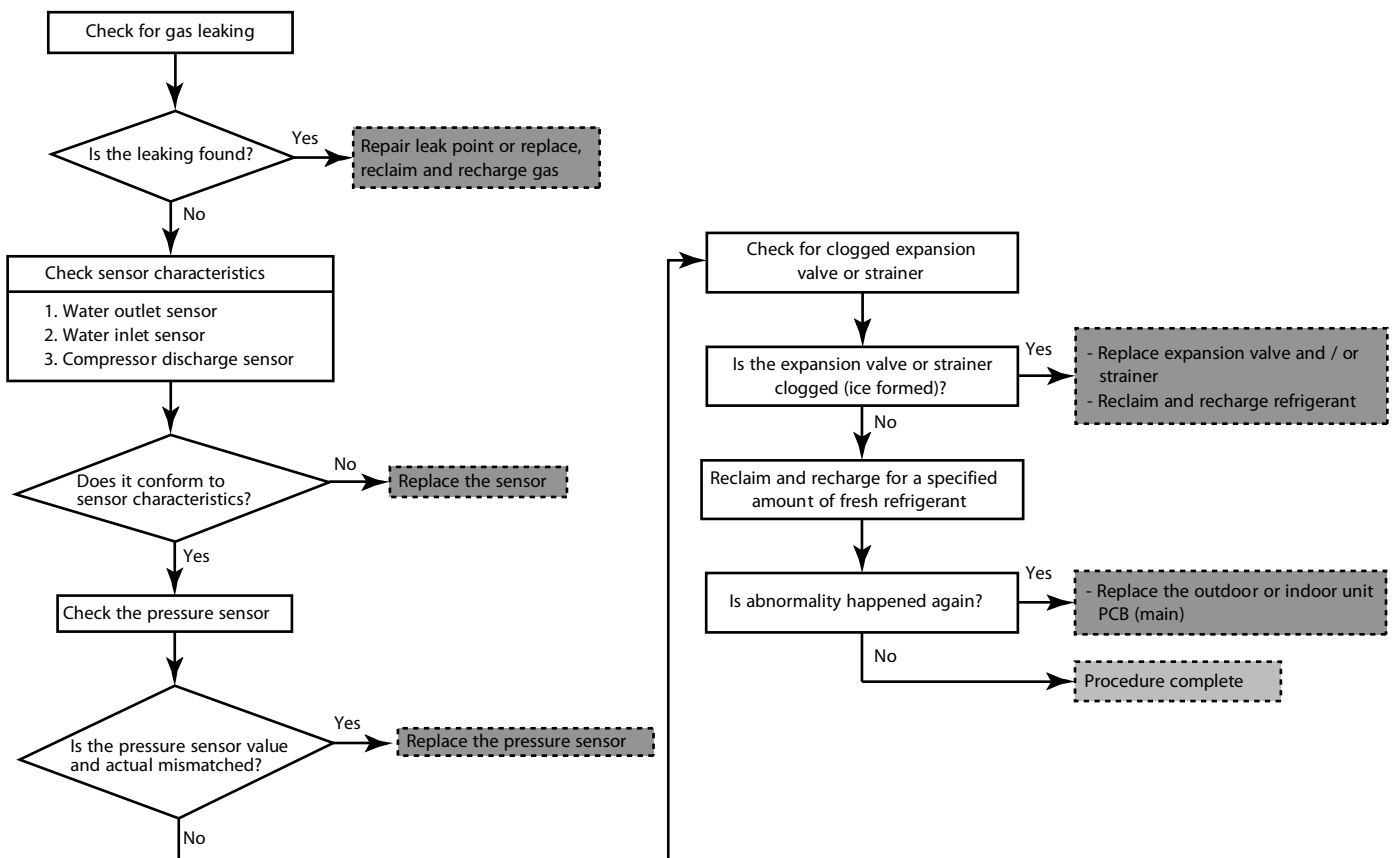 Check for gas leaking
Is the leaking found?
Yes
Repair leak point or replace,
reclaim and recharge gas
No
Check sensor characteristics
1. Water outlet sensor
2. Water inlet sensor
3. Compressor discharge sensor
Does it conform to
sensor characteristics?
No
Replace the sensor
Yes
Check the pressure sensor
Is the pressure sensor value
and actual mismatched?
Yes
Replace the pressure sensor
No
Check for clogged expansion
valve or strainer
Is the expansion valve or strainer
clogged (ice formed)?
Yes
- Replace expansion valve and / or
strainer
- Reclaim and recharge refrigerant
No
Reclaim and recharge for a specified
amount of fresh refrigerant
Is abnormality happened again?
Yes
- Replace the outdoor or indoor unit
PCB (main)
No
Procedure complete